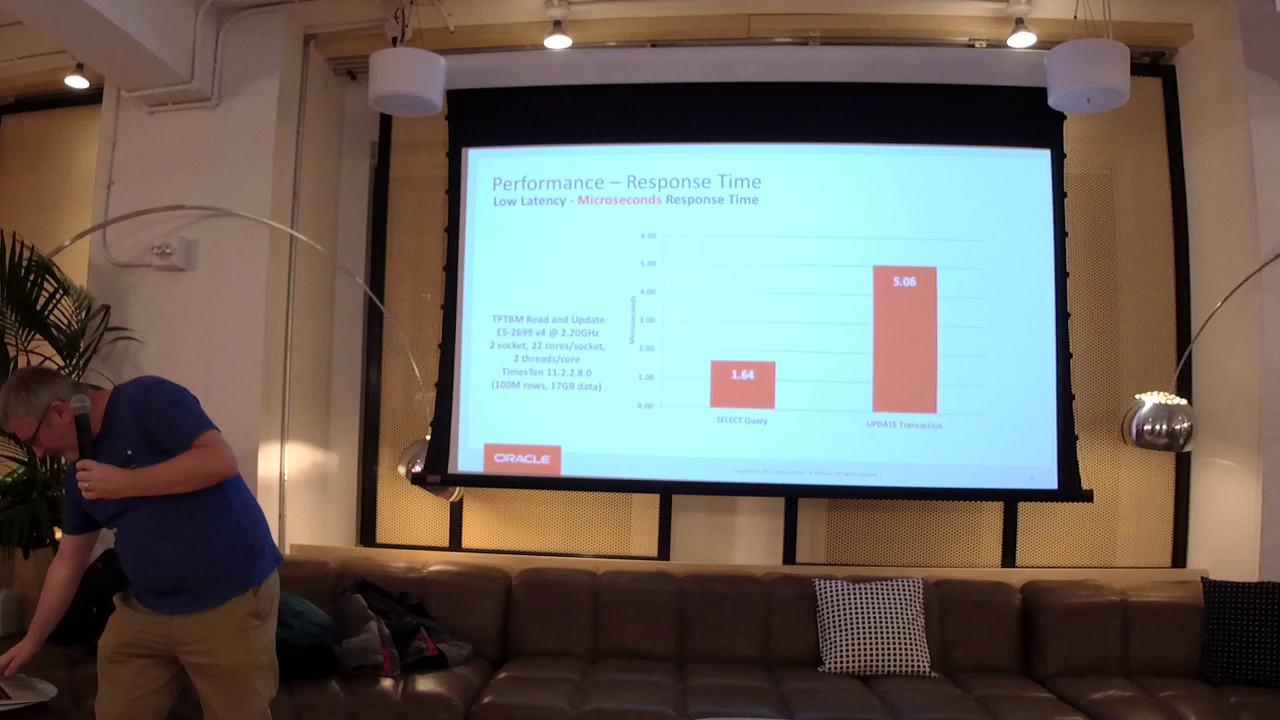 Performance – Response Time
Low Latency - Microseconds Response Time
TPTBM Read and Update
E5-2699 v4 @ 2.20GHz
2 socket, 22 cores/socket,
2 threads/core
TimesTen 11.2.2.8.0
(100M rows, 17GB data)
Microseconds
6.00
5.00
4.00
3.00
2.00
1.00
0.00
1.64
5.06
SELECT Query
UPDATE Transaction
ORACLE